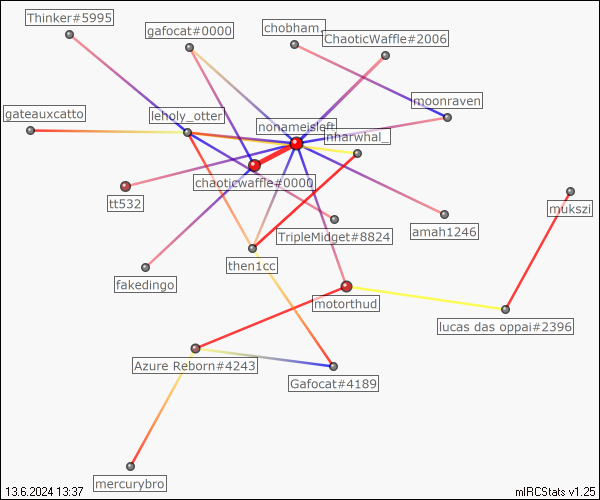 Thinker#5995
gafocat#0000
chobham.
ChaoticWaffle#2006
gateauxcatto
leholy_otter
moonraven
nonameisleft
nharwhal_
chaoticwaffle#0000
tt532
mukszi
TripleMidget#8824
amah1246
fakedingo
then1cc
motorthud
lucas das oppai#2396
Azure Reborn#4243
Gafocat#4189
mercurybro
13.6.2024 13:37
mIRCStats v1.25